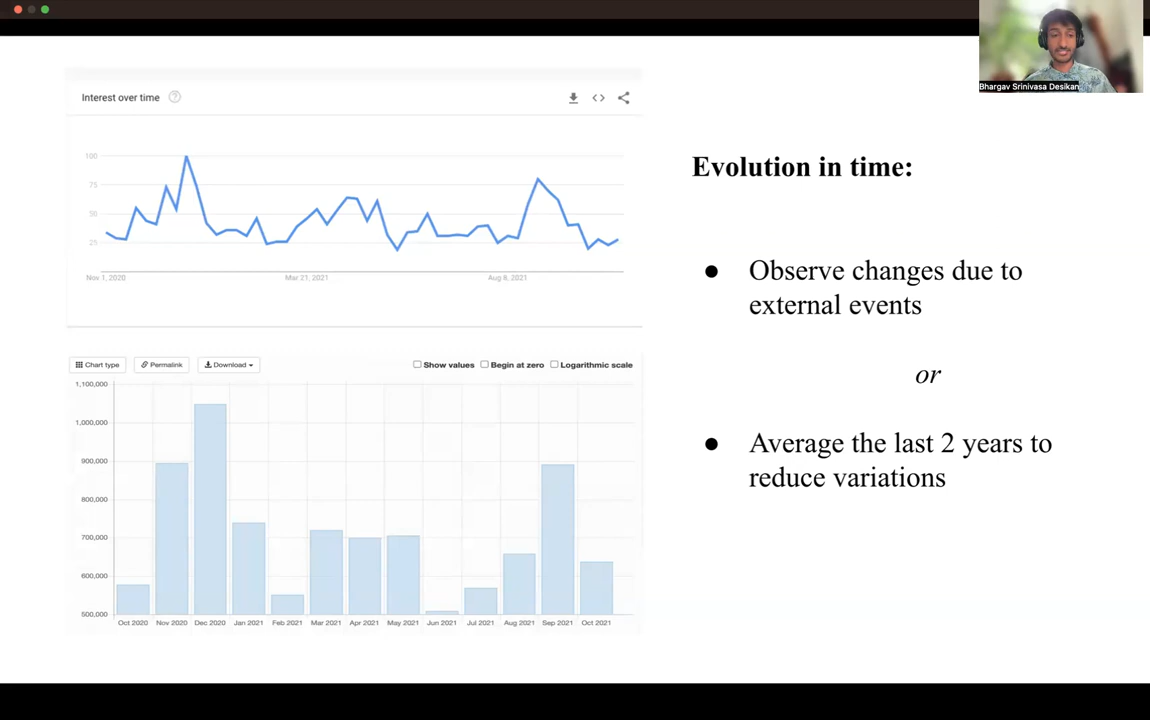 Bhargav Srinivasa Desikan
Interest over time
100
75
50
25
Nov 1, 2020 Mar 21, 2021 Aug 8, 2021
Chart type Permalink Download Show values Begin at zero Logarithmic scale
1,100,000
1,000,000
900,000
800,000
700,000
600,000
500,000
Oct 2020 Nov 2020 Dec 2020 Jan 2021 Feb 2021 Mar 2021 Apr 2021 May 2021 Jun 2021 Jul 2021 Aug 2021 Sep 2021 Oct 2021
Evolution in time:
● Observe changes due to
external events
or
● Average the last 2 years to
reduce variations